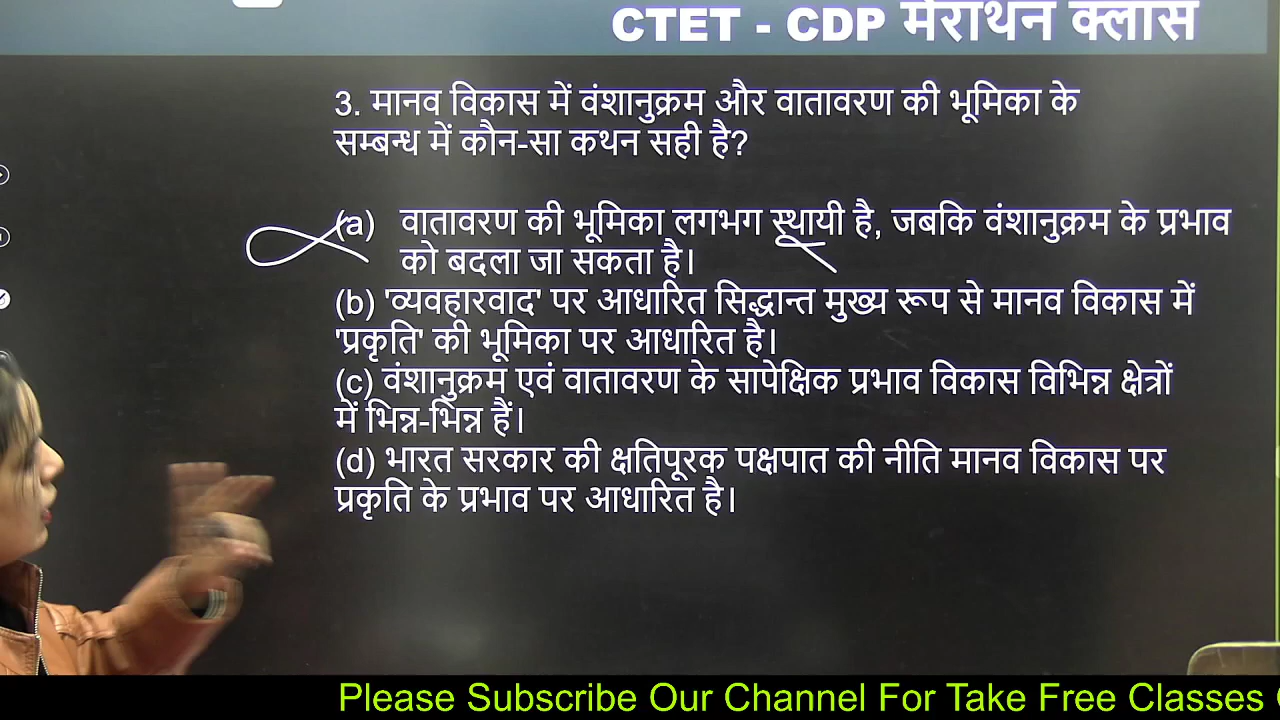 CTET - CDP मैराथन क्लास
3. मानव विकास में वंशानुक्रम और वातावरण की भूमिका के
सम्बन्ध में कौन-सा कथन सही है?
(a) वातावरण की भूमिका लगभग स्थायी है, जबकि वंशानुक्रम के प्रभाव
को बदला जा सकता है।
(b) 'व्यवहारवाद' पर आधारित सिद्धान्त मुख्य रूप से मानव विकास में
'प्रकृति' की भूमिका पर आधारित है।
(c) वंशानुक्रम एवं वातावरण के सापेक्षिक प्रभाव विकास विभिन्न क्षेत्रों
में भिन्न-भिन्न हैं।
(d) भारत सरकार की क्षतिपूरक पक्षपात की नीति मानव विकास पर
प्रकृति के प्रभाव पर आधारित है।
Please Subscribe Our Channel For Take Free Classes